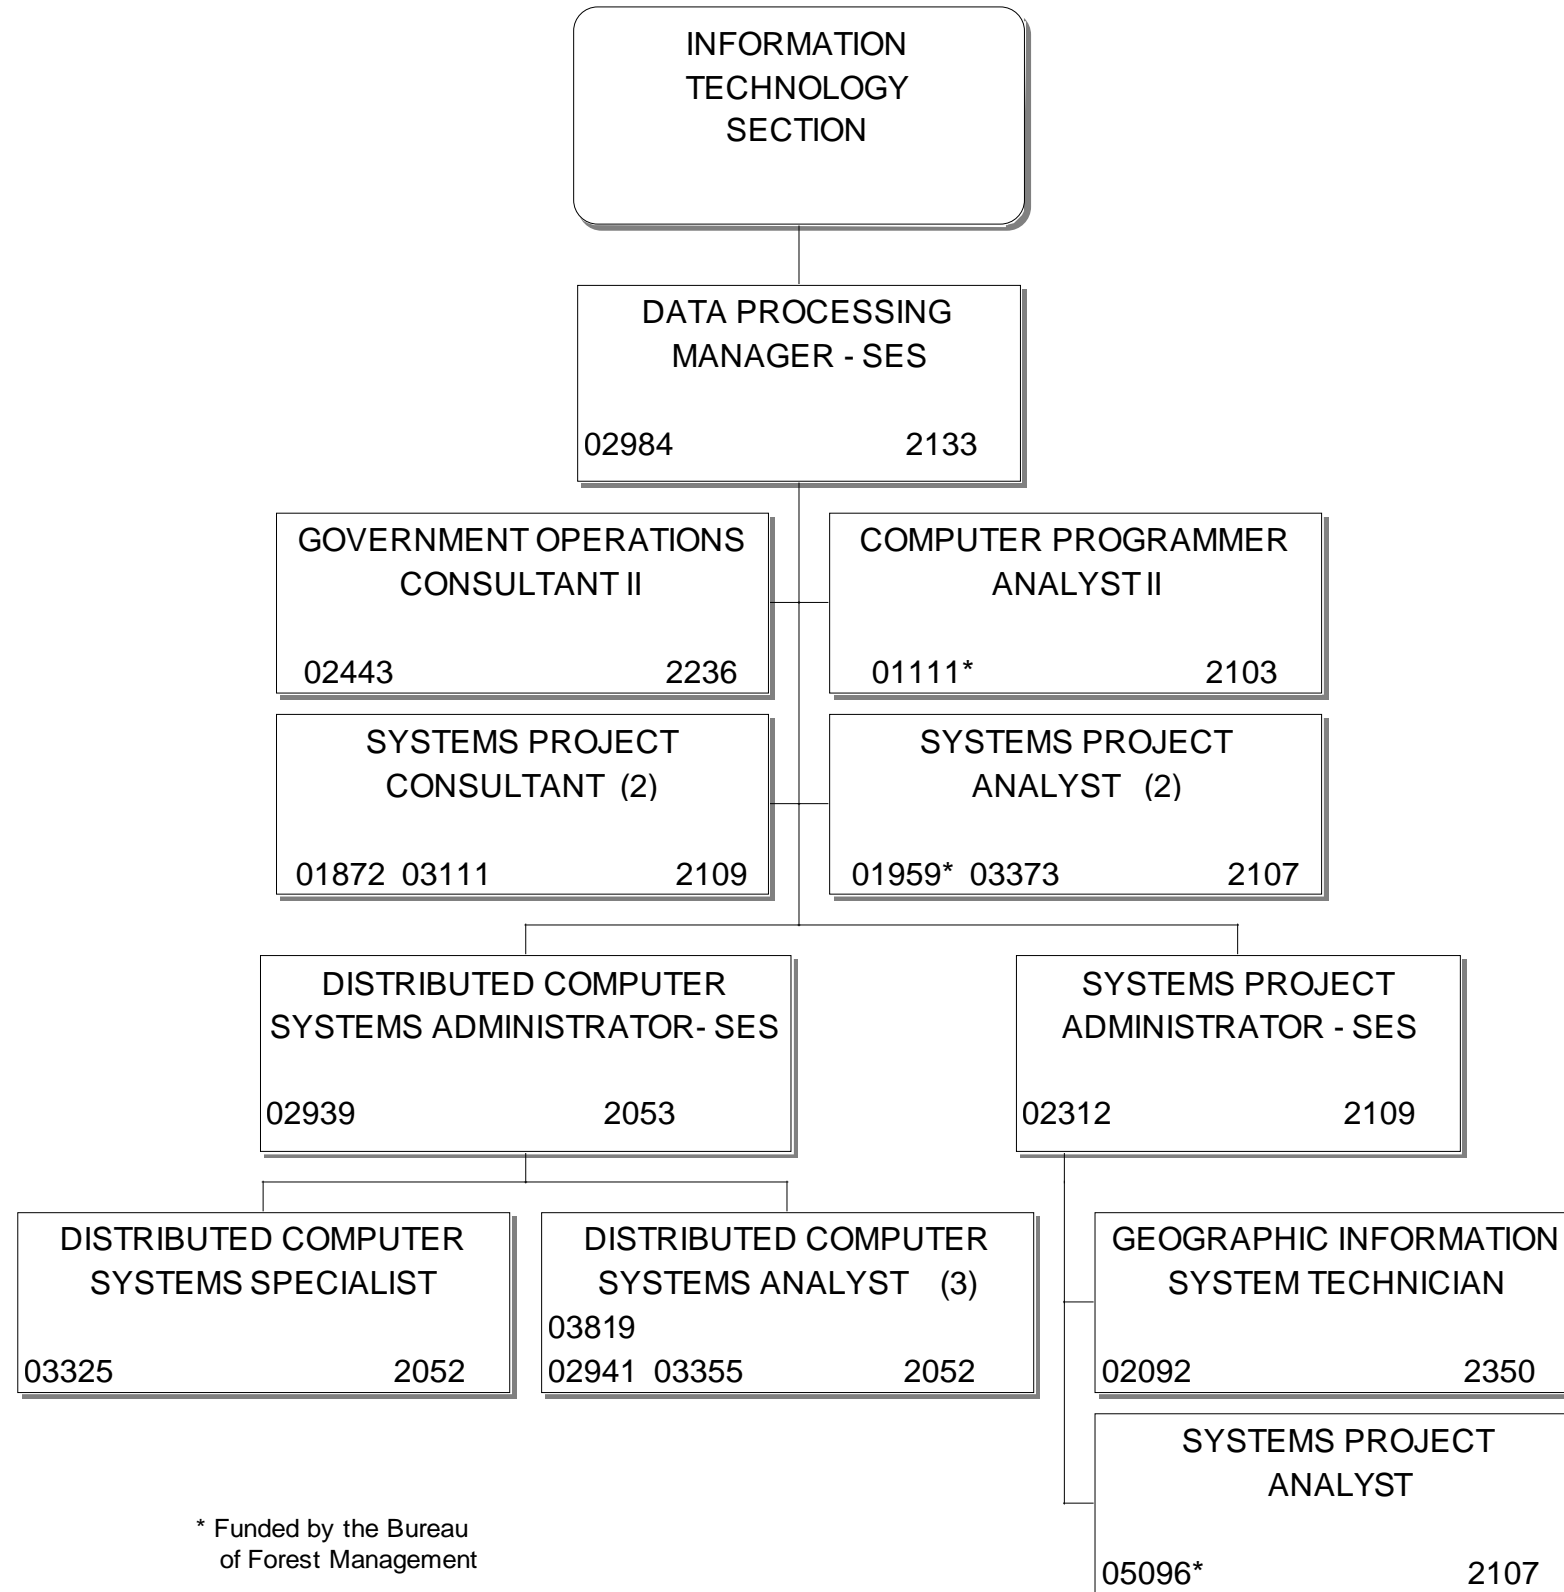 INFORMATION
TECHNOLOGY
SECTION
DATA PROCESSING
MANAGER - SES
02984 2133
GOVERNMENT OPERATIONS
CONSULTANT II
02443 2236
COMPUTER PROGRAMMER
ANALYST II
01111* 2103
SYSTEMS PROJECT
CONSULTANT (2)
01872 03111 2109
SYSTEMS PROJECT
ANALYST (2)
01959* 03373 2107
DISTRIBUTED COMPUTER
SYSTEMS ADMINISTRATOR- SES
02939 2053
SYSTEMS PROJECT
ADMINISTRATOR - SES
02312 2109
DISTRIBUTED COMPUTER
SYSTEMS SPECIALIST
03325 2052
DISTRIBUTED COMPUTER
SYSTEMS ANALYST (3)
03819
02941 03355 2052
GEOGRAPHIC INFORMATION
SYSTEM TECHNICIAN
02092 2350
SYSTEMS PROJECT
ANALYST
05096* 2107
* Funded by the Bureau
of Forest Management